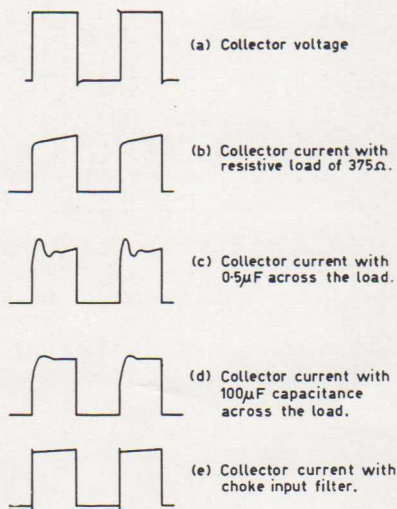 (a) Collector voltage
(b) Collector current with
resistive load of 375Ω.
(c) Collector current with
0·5µF across the load.
(d) Collector current with
100µF capacitance
across the load.
(e) Collector current with
choke input filter.